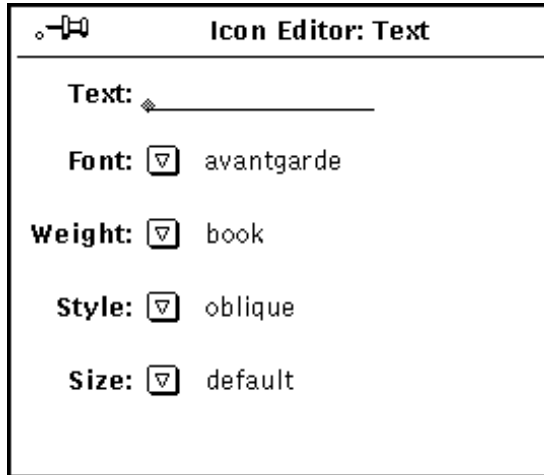 Icon Editor: Text
Text:
Font: avantgarde
Weight: book
Style: oblique
Size: default